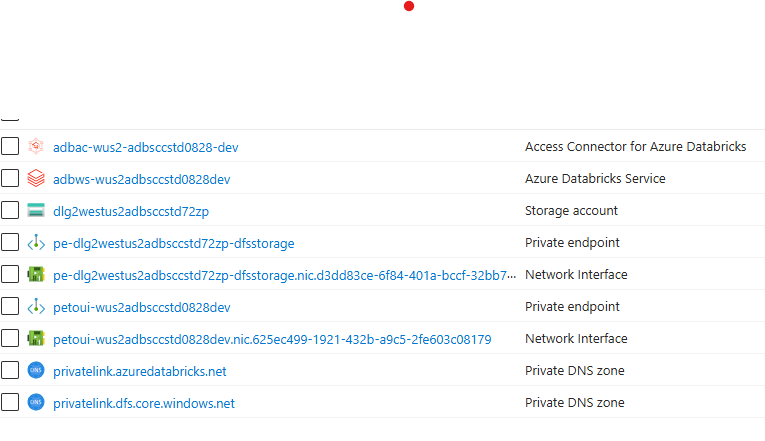 adbac-wus2-adbsccstd0828-dev Access Connector for Azure Databricks
adbws-wus2adbsccstd0828dev Azure Databricks Service
dlg2westus2adbsccstd72zp Storage account
pe-dlg2westus2adbsccstd72zp-dfsstorage Private endpoint
pe-dlg2westus2adbsccstd72zp-dfsstorage.nic.d3dd83ce-6f84-401a-bccf-32bb7... Network Interface
petoui-wus2adbsccstd0828dev Private endpoint
petoui-wus2adbsccstd0828dev.nic.625ec499-1921-432b-a9c5-2fe603c08179 Network Interface
DNS privatelink.azuredatabricks.net Private DNS zone
DNS privatelink.dfs.core.windows.net Private DNS zone